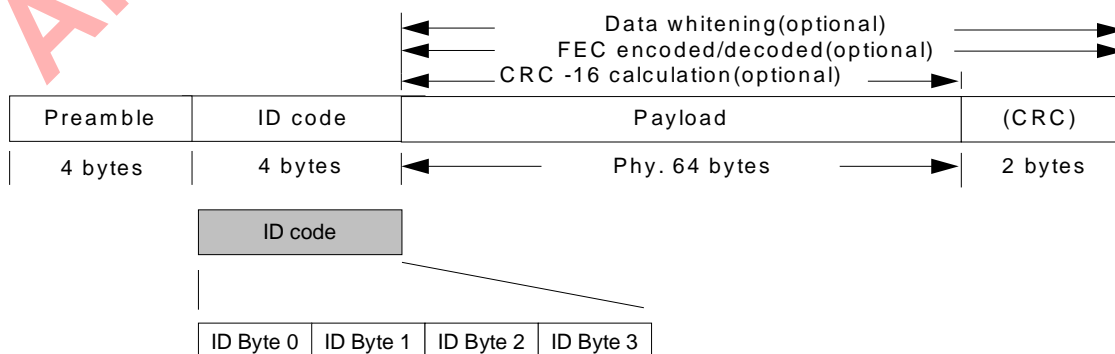 Data whitening(optional)
FEC encoded/decoded(optional)
CRC -16 calculation(optional)
Preamble ID code Payload (CRC)
4 bytes 4 bytes Phy. 64 bytes 2 bytes
ID code
ID Byte 0 ID Byte 1 ID Byte 2 ID Byte 3